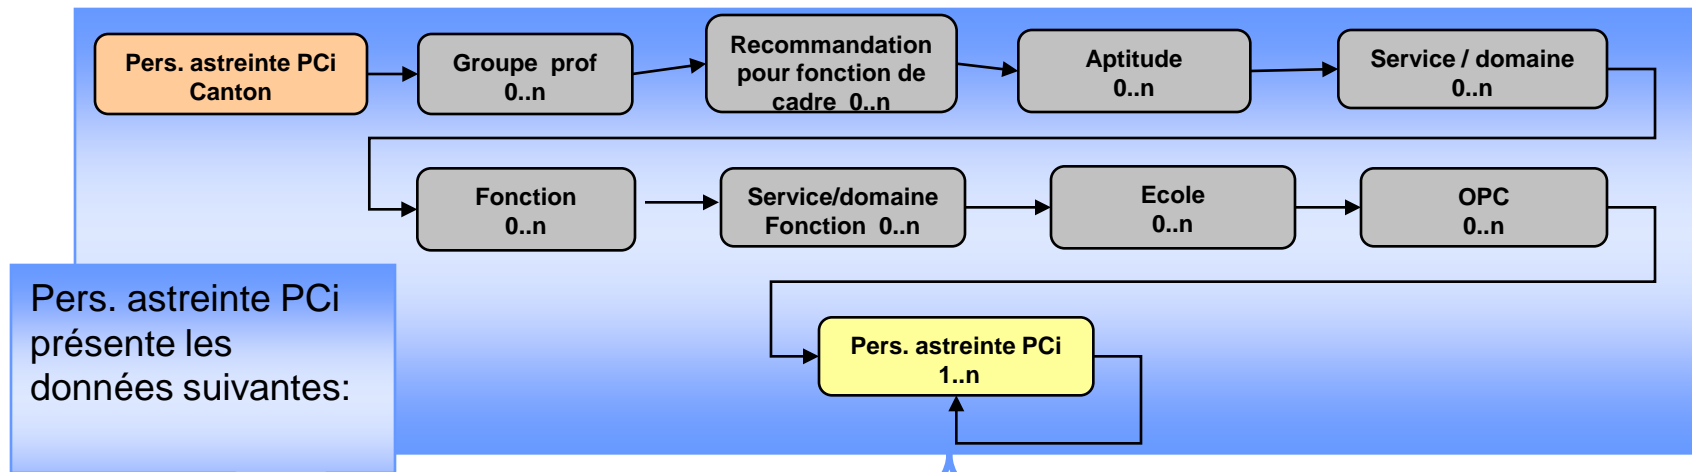 Pers. astreinte PCi
Canton
Groupe prof
0..n
Recommandation
pour fonction de
cadre 0..n
Aptitude
0..n
Service / domaine
0..n
Fonction
0..n
Service/domaine
Fonction 0..n
Ecole
0..n
OPC
0..n
Pers. astreinte PCi
présente les
données suivantes:
Pers. astreinte PCi
1..n